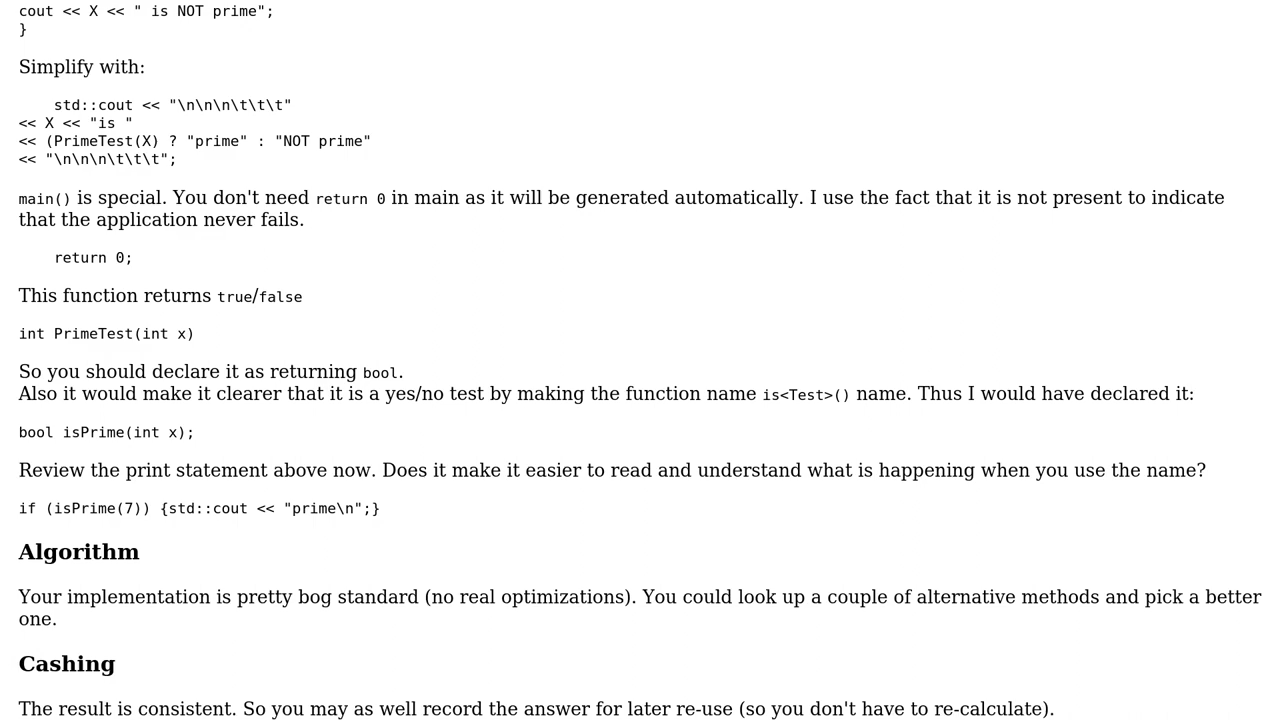 cout << X << " is NOT prime";
}
Simplify with:
    std::cout << "\n\n\n\t\t\t"
<< X << "is "
<< (PrimeTest(X) ? "prime" : "NOT prime"
<< "\n\n\n\t\t\t";
main() is special. You don't need return 0 in main as it will be generated automatically. I use the fact that it is not present to indicate
that the application never fails.
    return 0;
This function returns true/false
int PrimeTest(int x)
So you should declare it as returning bool.
Also it would make it clearer that it is a yes/no test by making the function name is<Test>() name. Thus I would have declared it:
bool isPrime(int x);
Review the print statement above now. Does it make it easier to read and understand what is happening when you use the name?
if (isPrime(7)) {std::cout << "prime\n";}
Algorithm
Your implementation is pretty bog standard (no real optimizations). You could look up a couple of alternative methods and pick a better
one.
Cashing
The result is consistent. So you may as well record the answer for later re-use (so you don't have to re-calculate).